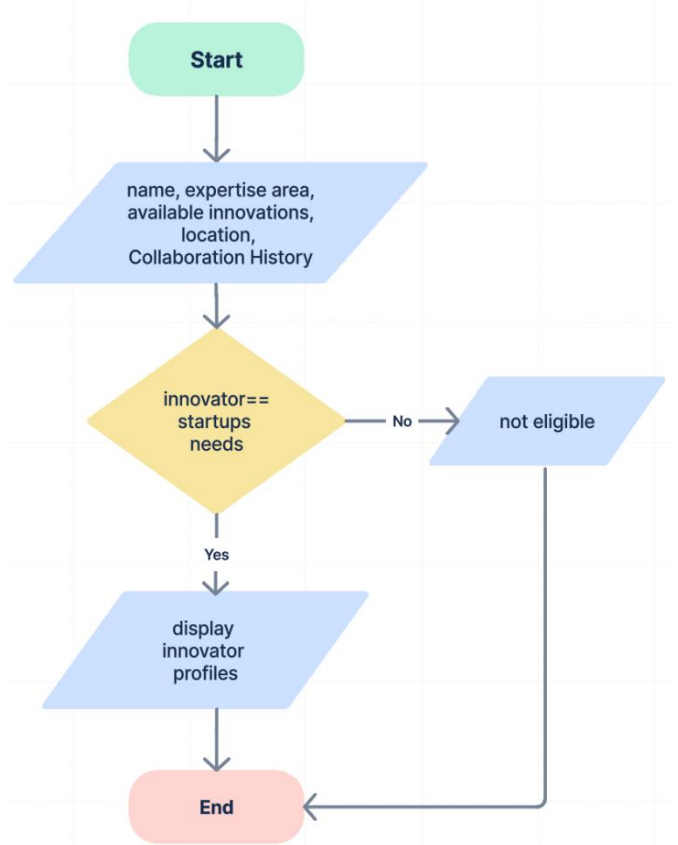 Start
name, expertise area,
available innovations,
location,
Collaboration History
innovator==
startups
needs
No
not eligible
Yes
display
innovator
profiles
End